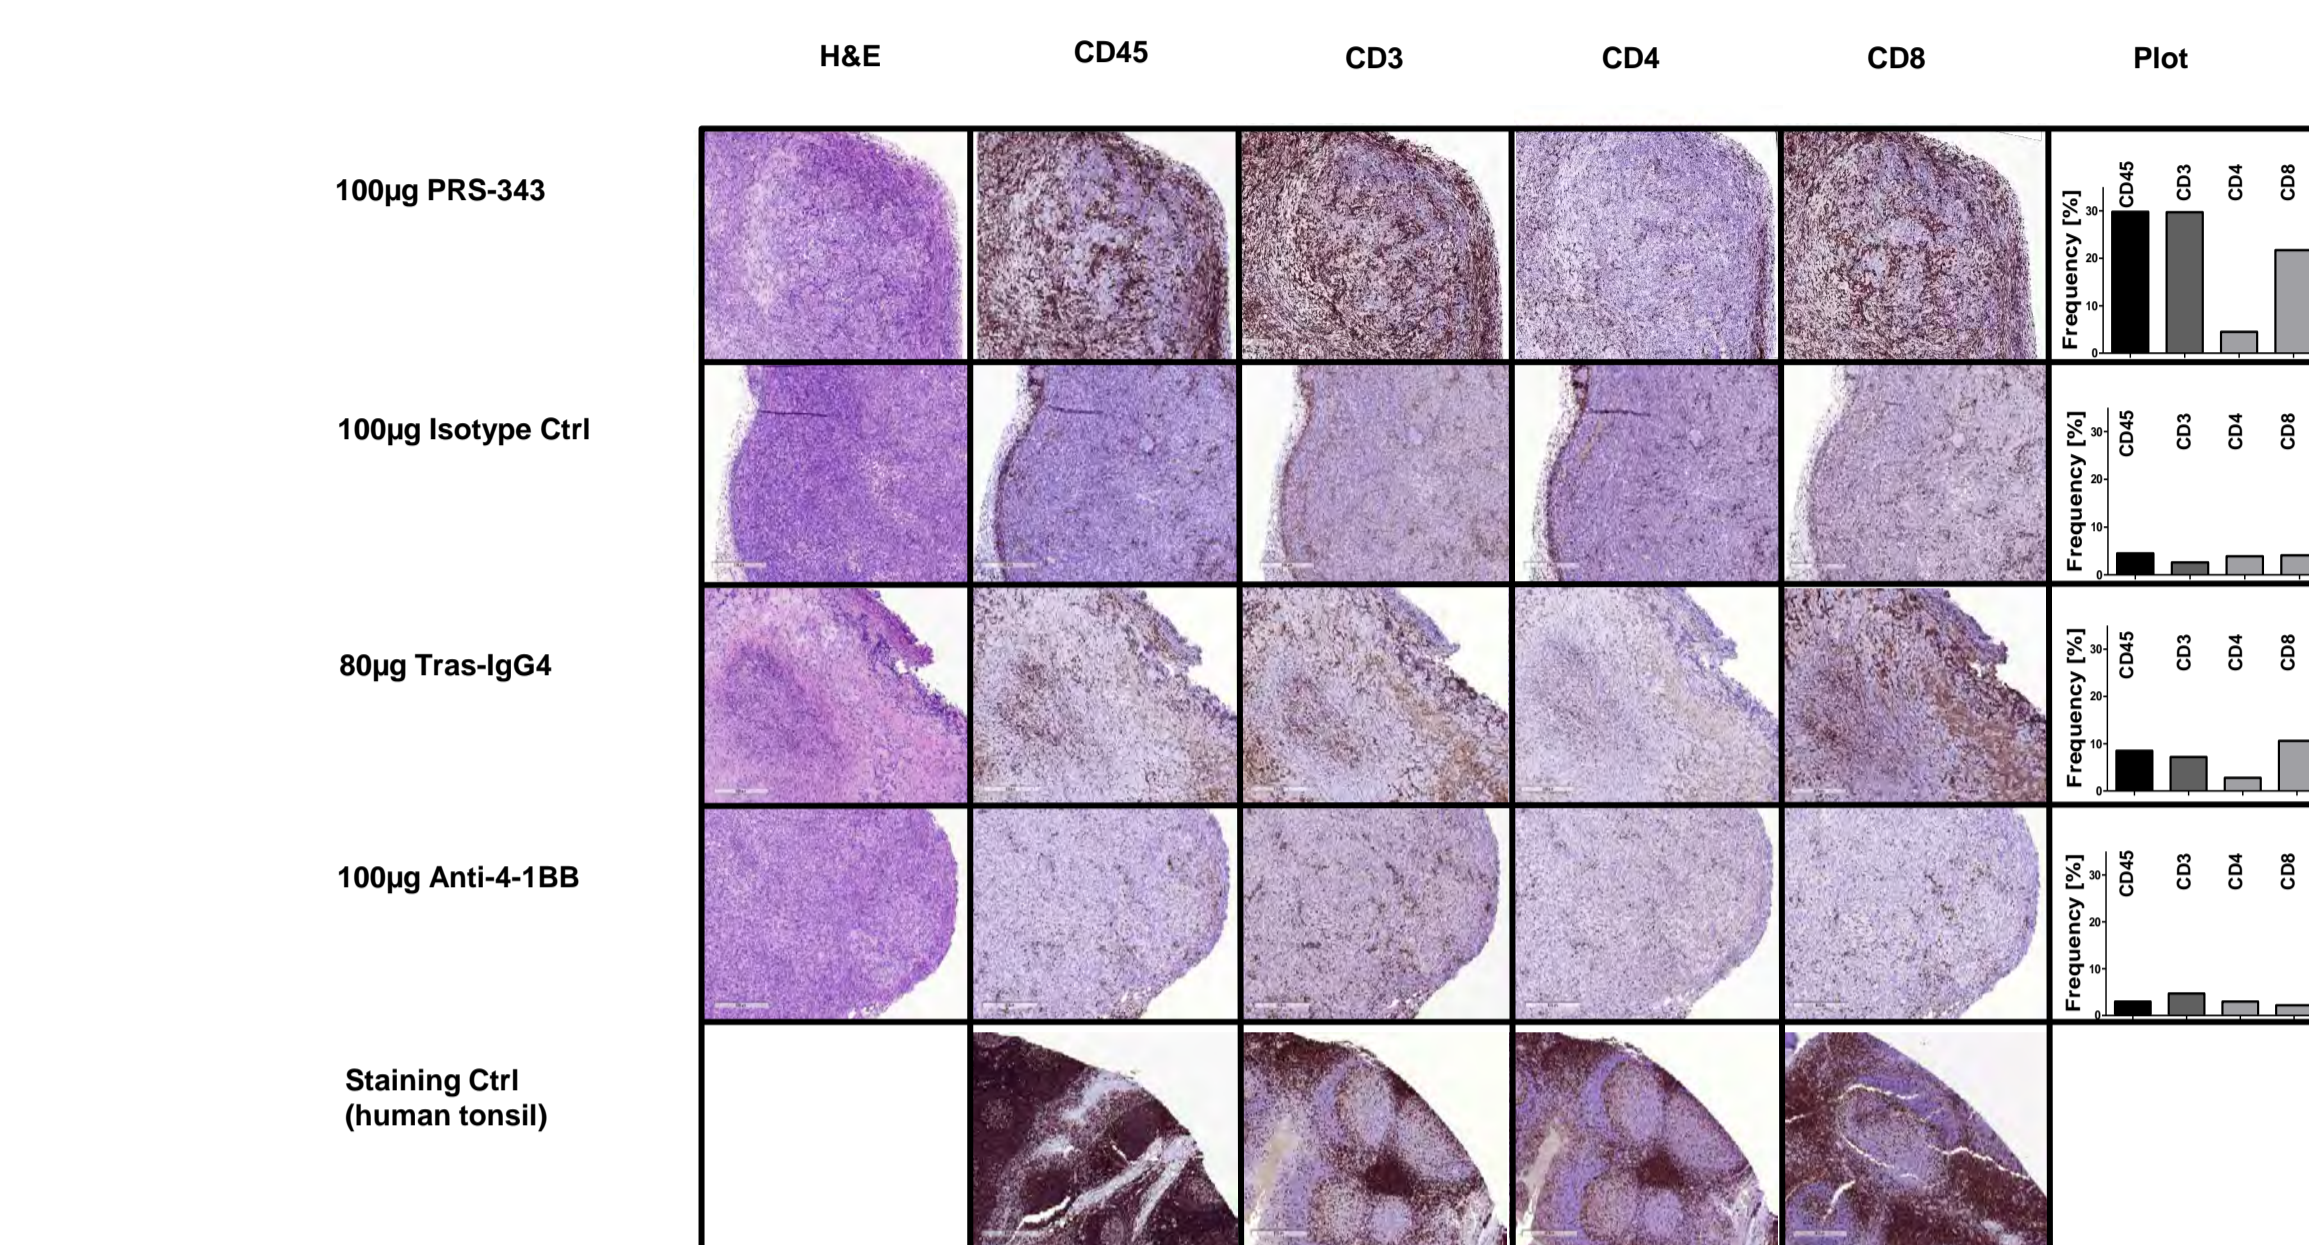 H&E CD45 CD3 CD4 CD8 Plot
100µg PRS-343
Frequency [%]
30
20
10
0
CD45 CD3 CD4 CD8
100µg Isotype Ctrl
Frequency [%]
30
20
10
0
CD45 CD3 CD4 CD8
80µg Tras-IgG4
Frequency [%]
30
20
10
0
CD45 CD3 CD4 CD8
100µg Anti-4-1BB
Frequency [%]
30
20
10
0
CD45 CD3 CD4 CD8
Staining Ctrl
(human tonsil)